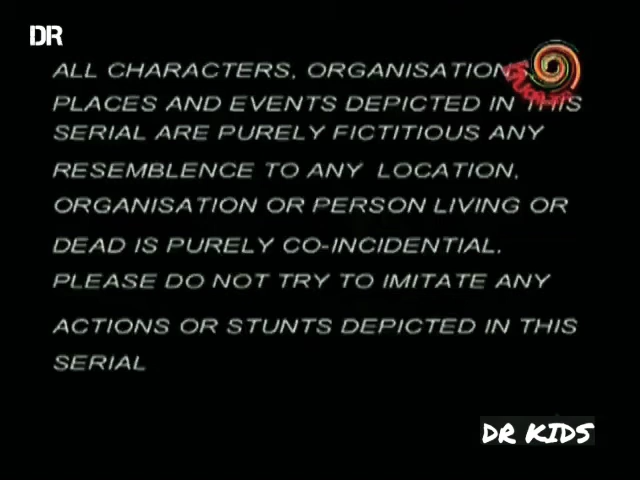 DR
ALL CHARACTERS, ORGANISATION
PLACES AND EVENTS DEPICTED IN THIS
SERIAL ARE PURELY FICTITIOUS ANY
RESEMBLENCE TO ANY LOCATION,
ORGANISATION OR PERSON LIVING OR
DEAD IS PURELY CO-INCIDENTIAL.
PLEASE DO NOT TRY TO IMITATE ANY
ACTIONS OR STUNTS DEPICTED IN THIS
SERIAL
DR KIDS